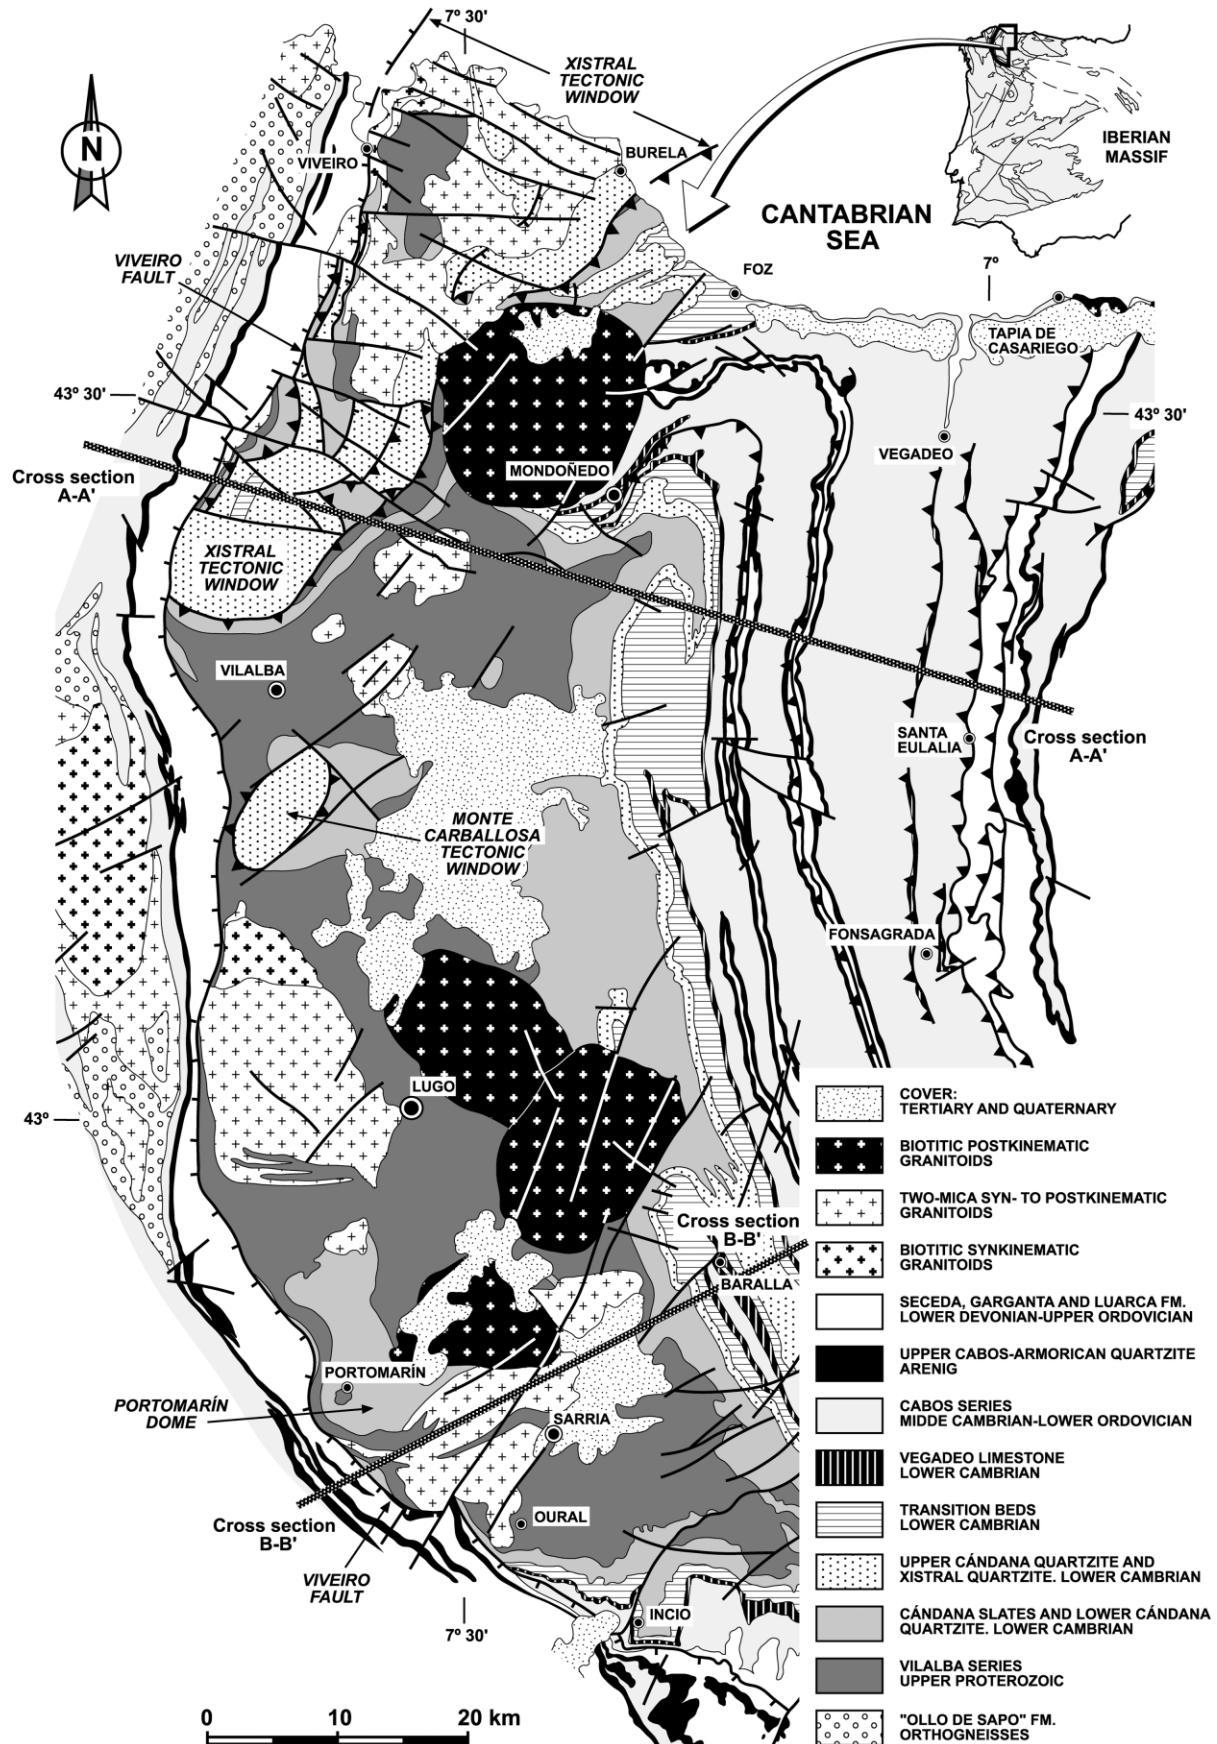 7º 30'
XISTRAL
TECTONIC
WINDOW
IBERIAN
MASSIF
N
VIVEIRO
BURELA
CANTABRIAN
SEA
VIVEIRO
FAULT
FOZ
7º
TAPIA DE
CASARIEGO
43º 30'
43º 30'
VEGADEO
Cross section
A-A'
MONDOÑEDO
XISTRAL
TECTONIC
WINDOW
VILALBA
SANTA
EULALIA
Cross section
A-A'
MONTE
CARBALLOSA
TECTONIC
WINDOW
FONSAGRADA
LUGO
43º
COVER:
TERTIARY AND QUATERNARY
BIOTITIC POSTKINEMATIC
GRANITOIDS
TWO-MICA SYN- TO POSTKINEMATIC
GRANITOIDS
Cross section
B-B'
BARALLA
BIOTITIC SYNKINEMATIC
GRANITOIDS
SECEDA, GARGANTA AND LUARCA FM.
LOWER DEVONIAN-UPPER ORDOVICIAN
UPPER CABOS-ARMORICAN QUARTZITE
ARENIG
PORTOMARÍN
PORTOMARÍN
DOME
SARRIA
CABOS SERIES
MIDDE CAMBRIAN-LOWER ORDOVICIAN
VEGADEO LIMESTONE
LOWER CAMBRIAN
Cross section
B-B'
OURAL
TRANSITION BEDS
LOWER CAMBRIAN
VIVEIRO
FAULT
UPPER CÁNDANA QUARTZITE AND
XISTRAL QUARTZITE. LOWER CAMBRIAN
INCIO
7º 30'
CÁNDANA SLATES AND LOWER CÁNDANA
QUARTZITE. LOWER CAMBRIAN
VILALBA SERIES
UPPER PROTEROZOIC
0 10 20 km
"OLLO DE SAPO" FM.
ORTHOGNEISSES